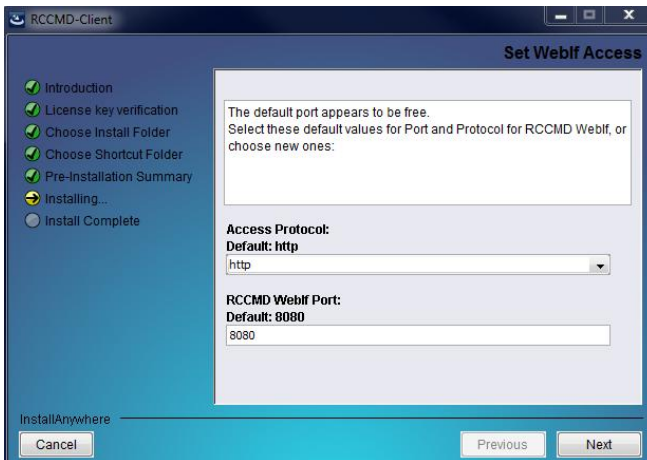 RCCMD-Client
Set WebIf Access
Introduction
License key verification
Choose Install Folder
Choose Shortcut Folder
Pre-Installation Summary
Installing...
Install Complete
The default port appears to be free.
Select these default values for Port and Protocol for RCCMD WebIf, or
choose new ones:
Access Protocol:
Default: http
http
RCCMD WebIf Port:
Default: 8080
8080
InstallAnywhere
Cancel
Previous
Next